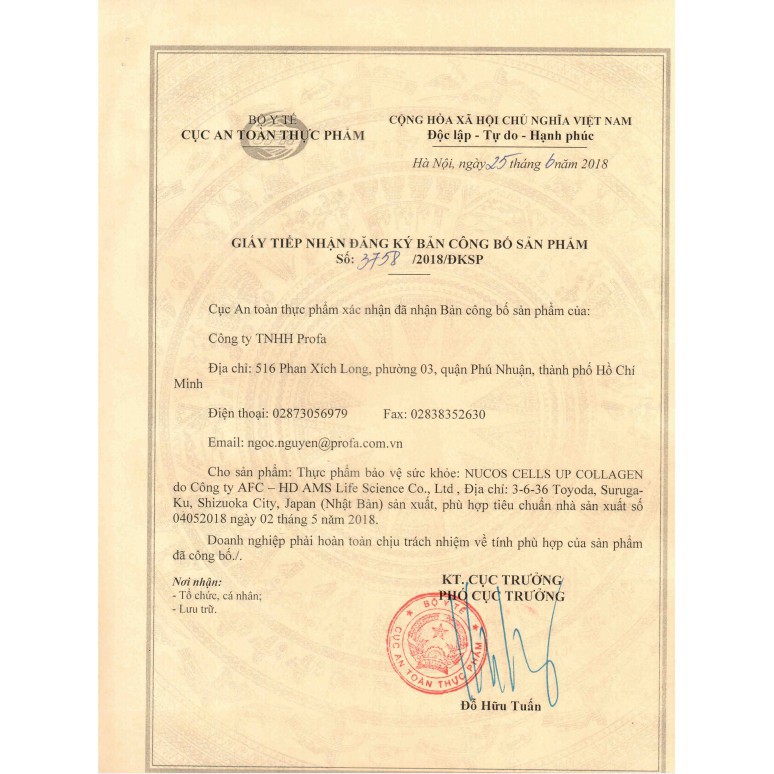 BỘ Y TẾ
CỤC AN TOÀN THỰC PHẨM
CỘNG HÒA XÃ HỘI CHỦ NGHĨA VIỆT NAM
Độc lập - Tự do - Hạnh phúc
Hà Nội, ngày 25 tháng 6 năm 2018
GIẤY TIẾP NHẬN ĐĂNG KÝ BẢN CÔNG BỐ SẢN PHẨM
Số: 3758 /2018/ĐKSP
Cục An toàn thực phẩm xác nhận đã nhận Bản công bố sản phẩm của:
Công ty TNHH Profa
Địa chỉ: 516 Phan Xích Long, phường 03, quận Phú Nhuận, thành phố Hồ Chí
Minh
Điện thoại: 02873056979 Fax: 02838352630
Email: ngoc.nguyen@profa.com.vn
Cho sản phẩm: Thực phẩm bảo vệ sức khỏe: NUCOS CELLS UP COLLAGEN
do Công ty AFC – HD AMS Life Science Co., Ltd , Địa chỉ: 3-6-36 Toyoda, Suruga-
Ku, Shizuoka City, Japan (Nhật Bản) sản xuất, phù hợp tiêu chuẩn nhà sản xuất số
04052018 ngày 02 tháng 5 năm 2018.
Doanh nghiệp phải hoàn toàn chịu trách nhiệm về tính phù hợp của sản phẩm
đã công bố./.
Nơi nhận:
- Tổ chức, cá nhân;
- Lưu trữ.
KT. CỤC TRƯỞNG
PHÓ CỤC TRƯỞNG
BỘ Y TẾ
CỤC AN TOÀN THỰC PHẨM
Đỗ Hữu Tuấn